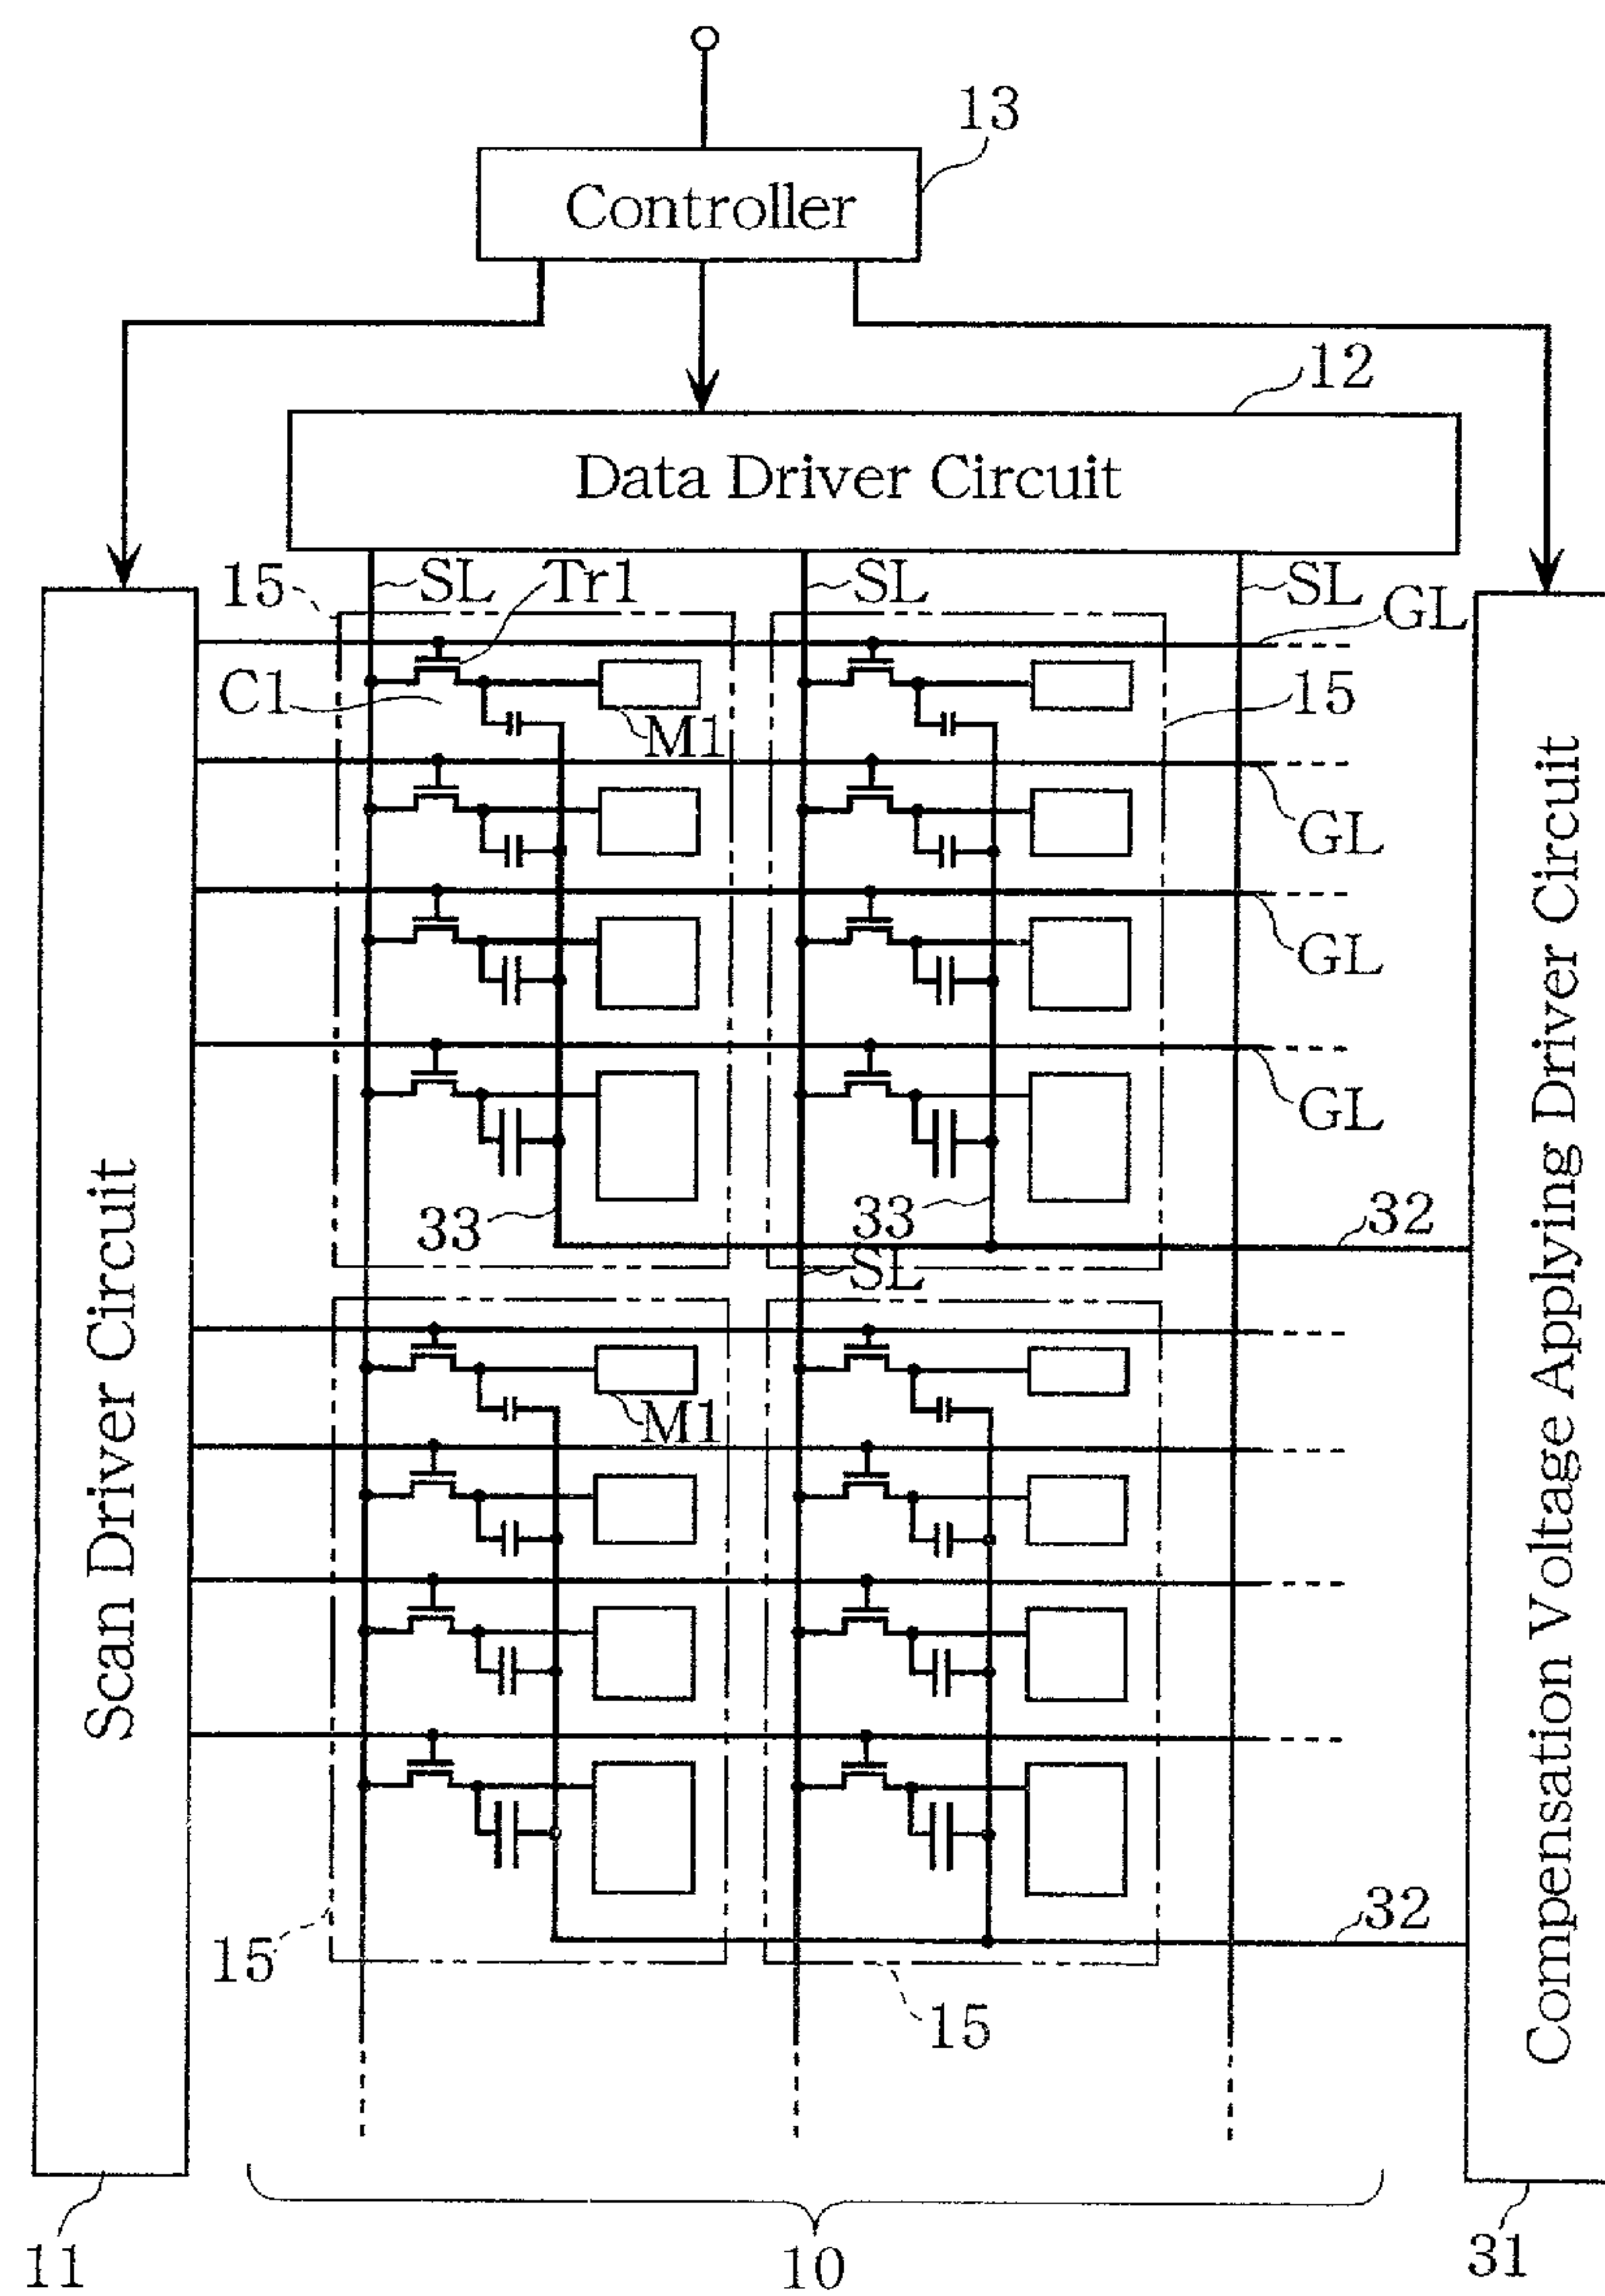 13
Controller
12
Data Driver Circuit
15
SL
Tr1
SL
SL
GL
C1
M1
15
GL
GL
GL
33
33
32
SL
M1
32
15
15
Scan Driver Circuit
Compensation Voltage Applying Driver Circuit
11
10
31